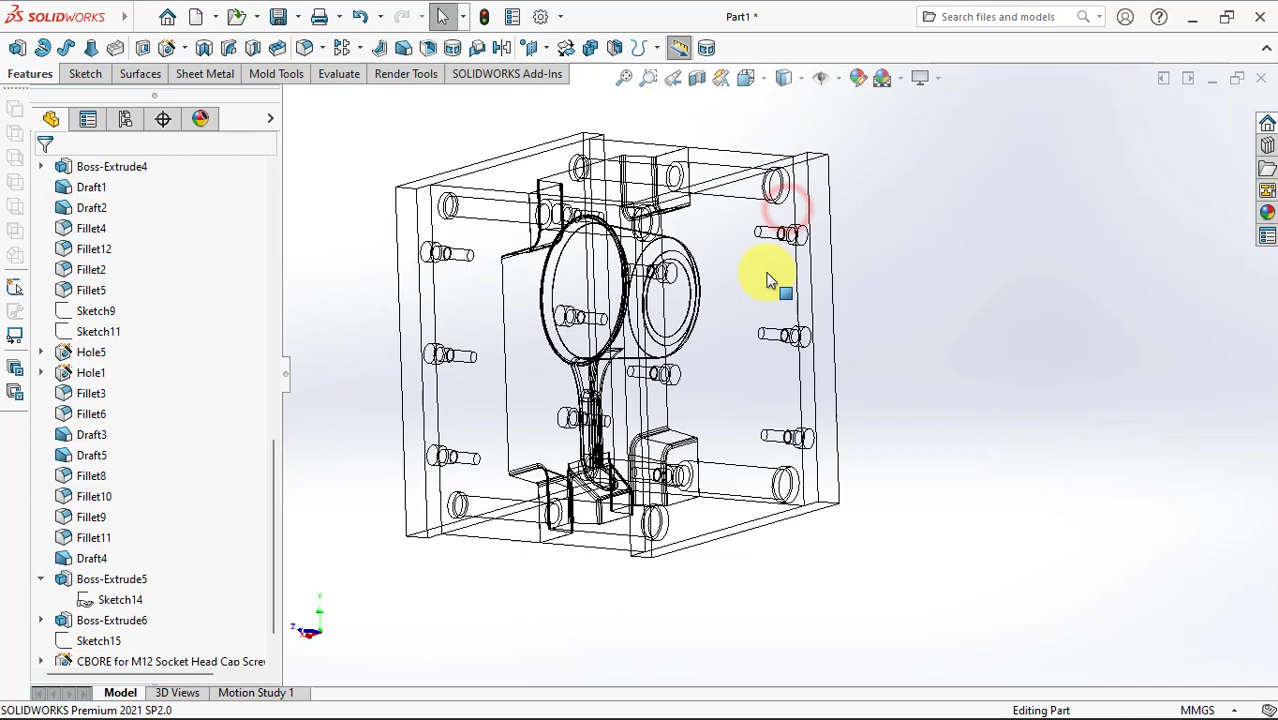 SOLIDWORKS
Part1 *
Search files and models
Features
Sketch
Surfaces
Sheet Metal
Mold Tools
Evaluate
Render Tools
SOLIDWORKS Add-Ins
Boss-Extrude4
Draft1
Draft2
Fillet4
Fillet12
Fillet2
Fillet5
Sketch9
Sketch11
Hole5
Hole1
Fillet3
Fillet6
Draft3
Draft5
Fillet8
Fillet10
Fillet9
Fillet11
Draft4
Boss-Extrude5
Sketch14
Boss-Extrude6
Sketch15
CBORE for M12 Socket Head Cap Screw
Y
Z
X
Model
3D Views
Motion Study 1
SOLIDWORKS Premium 2021 SP2.0
Editing Part
MMGS